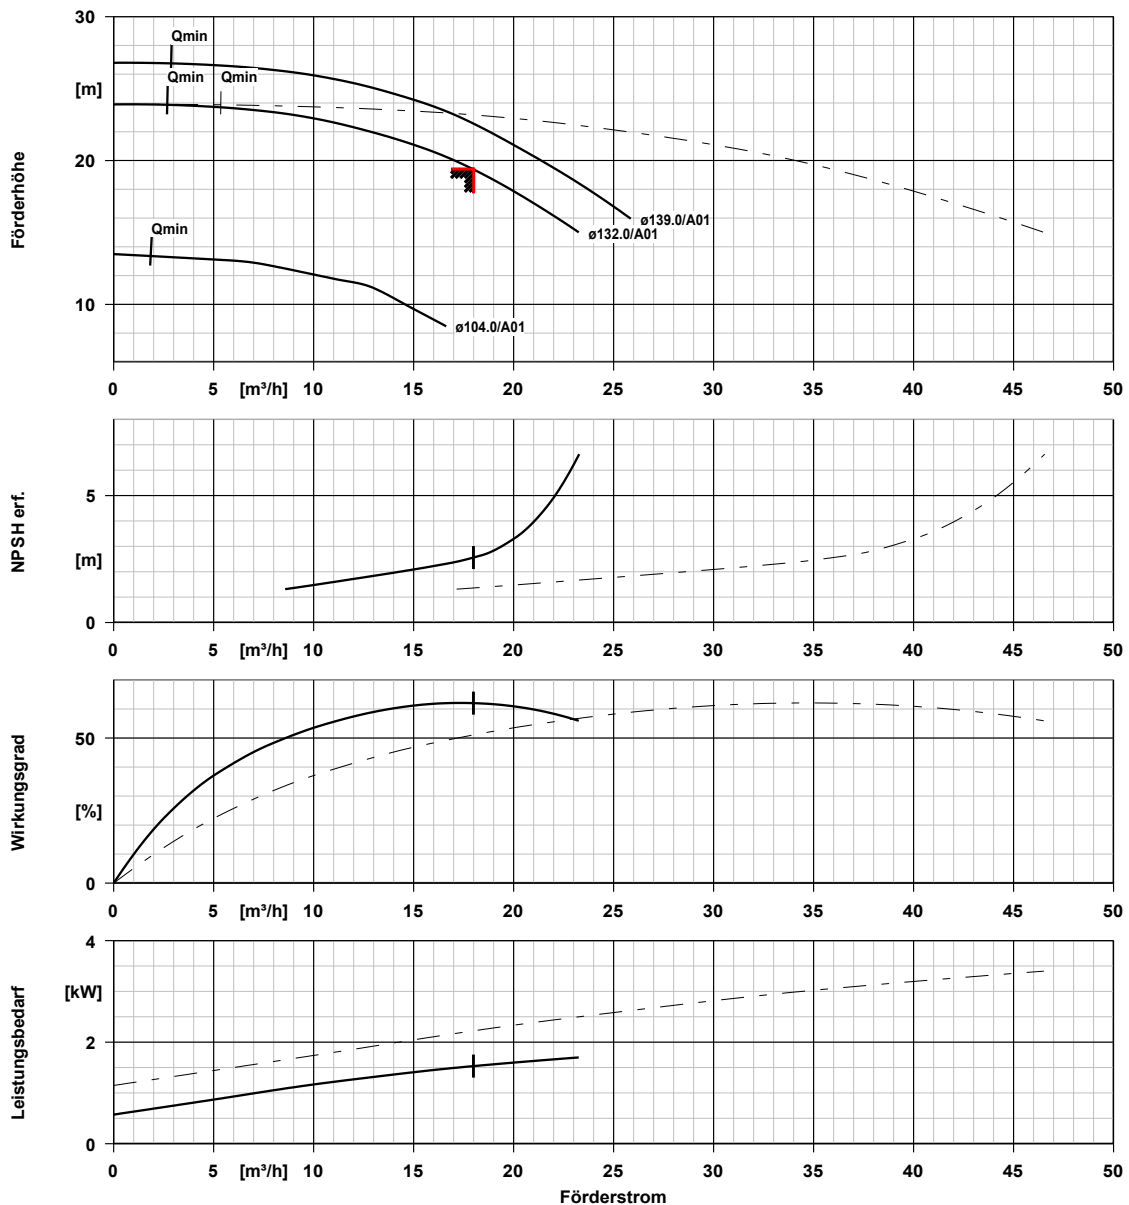 30
Qmin
Qmin
Qmin
[m]
20
ø139.0/A01
ø132.0/A01
Qmin
10
ø104.0/A01
Förderhöhe
0 5 [m³/h] 10 15 20 25 30 35 40 45 50
5
[m]
0
NPSH erf.
0 5 [m³/h] 10 15 20 25 30 35 40 45 50
50
[%]
0
Wirkungsgrad
0 5 [m³/h] 10 15 20 25 30 35 40 45 50
4
[kW]
2
0
Leistungsbedarf
0 5 [m³/h] 10 15 20 25 30 35 40 45 50
Förderstrom